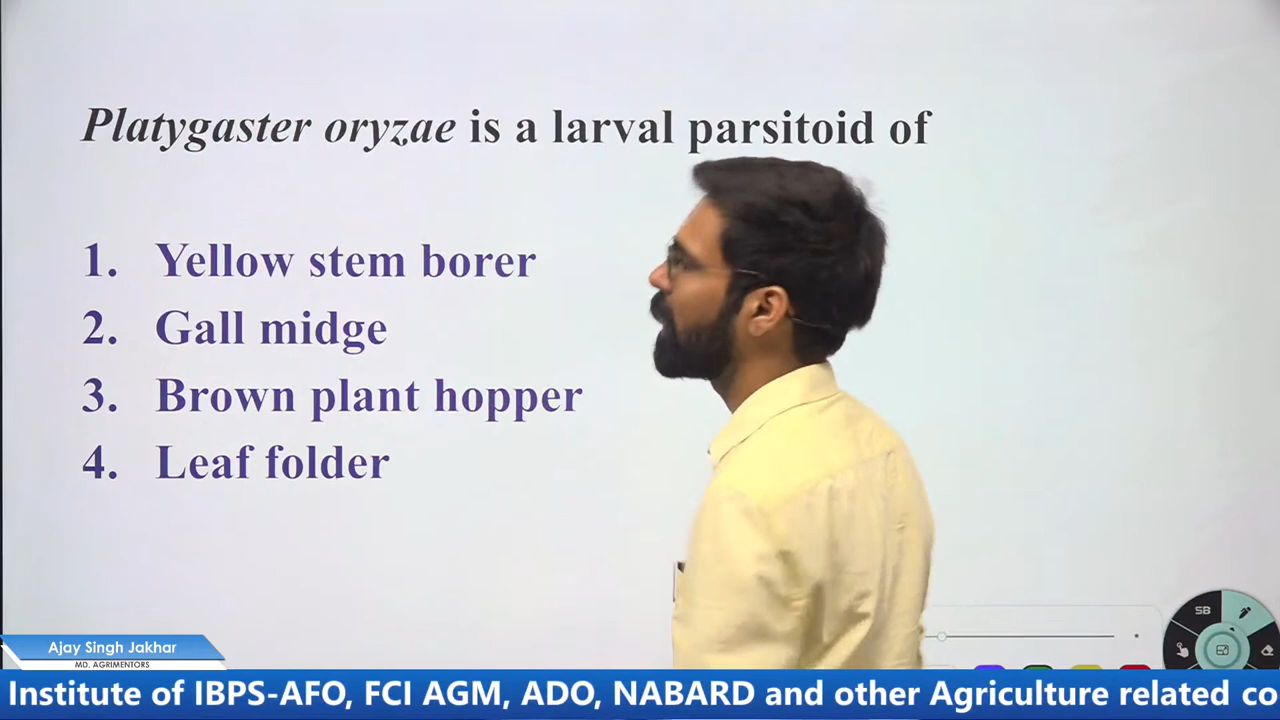 Platygaster oryzae is a larval parsitoid of
1. Yellow stem borer
2. Gall midge
3. Brown plant hopper
4. Leaf folder
SB
Ajay Singh Jakhar
MD. AGRIMENTORS
Institute of IBPS-AFO, FCI AGM, ADO, NABARD and other Agriculture related co